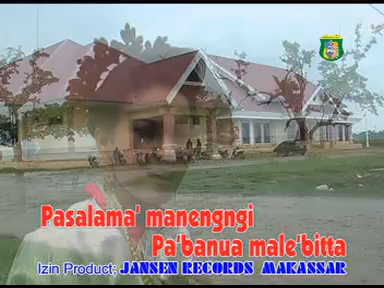 Pasalama' manengngi
Pa'banua male'bitta
Izin Product; JANSEN RECORDS MAKASSAR